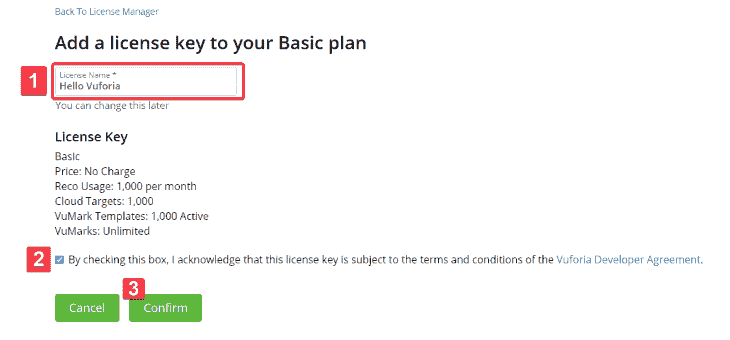 Back To License Manager
Add a license key to your Basic plan
1
License Name *
Hello Vuforia
You can change this later
License Key
Basic
Price: No Charge
Reco Usage: 1,000 per month
Cloud Targets: 1,000
VuMark Templates: 1,000 Active
VuMarks: Unlimited
2 By checking this box, I acknowledge that this license key is subject to the terms and conditions of the Vuforia Developer Agreement.
3
Cancel Confirm